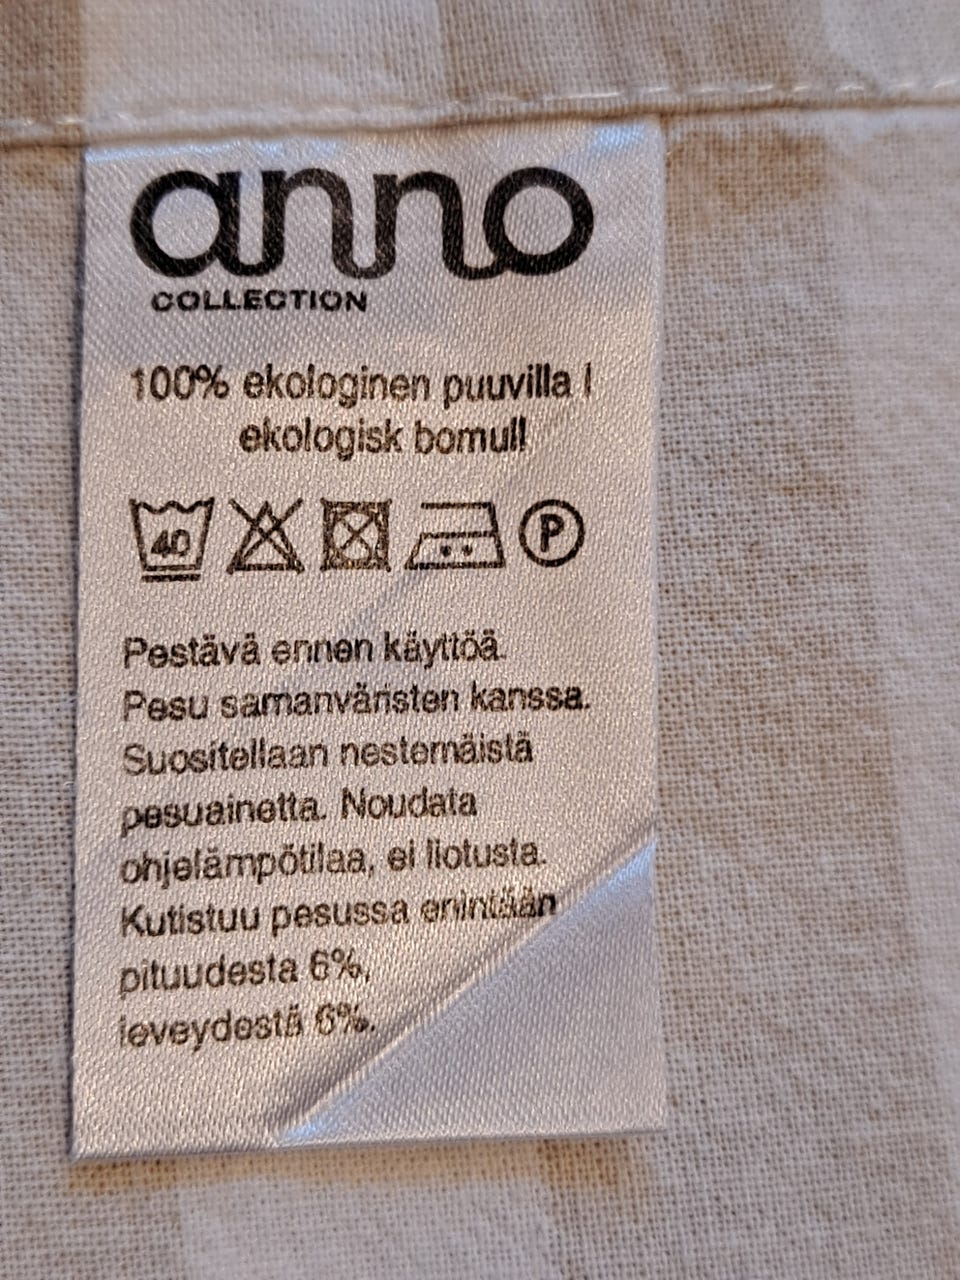 anno
COLLECTION
100% ekologinen puuvilla |
ekologisk bomull
40 P
Pestävä ennen käyttöä.
Pesu samanväristen kanssa.
Suositellaan nestemäistä
pesuainetta. Noudata
ohjelämpötilaa, ei liotusta.
Kutistuu pesussa enintään
pituudesta 6%,
leveydestä 6%.